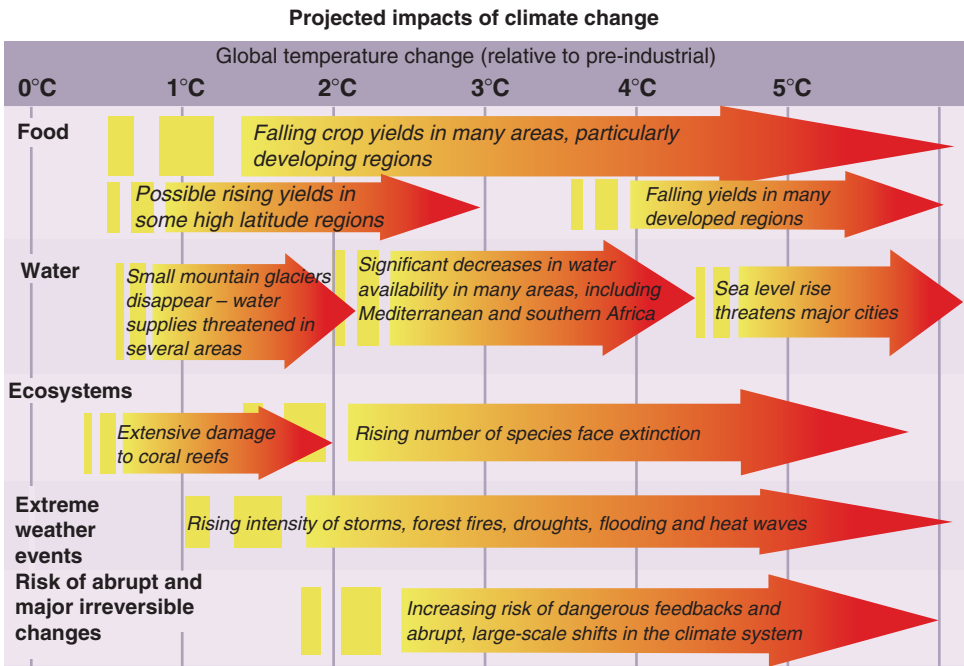 Projected impacts of climate change
Global temperature change (relative to pre-industrial)
0°C 1°C 2°C 3°C 4°C 5°C
Food
Falling crop yields in many areas, particularly
developing regions
Possible rising yields in
some high latitude regions
Falling yields in many
developed regions
Water
Small mountain glaciers
disappear – water
supplies threatened in
several areas
Significant decreases in water
availability in many areas, including
Mediterranean and southern Africa
Sea level rise
threatens major cities
Ecosystems
Extensive damage
to coral reefs
Rising number of species face extinction
Extreme
weather
events
Rising intensity of storms, forest fires, droughts, flooding and heat waves
Risk of abrupt and
major irreversible
changes
Increasing risk of dangerous feedbacks and
abrupt, large-scale shifts in the climate system